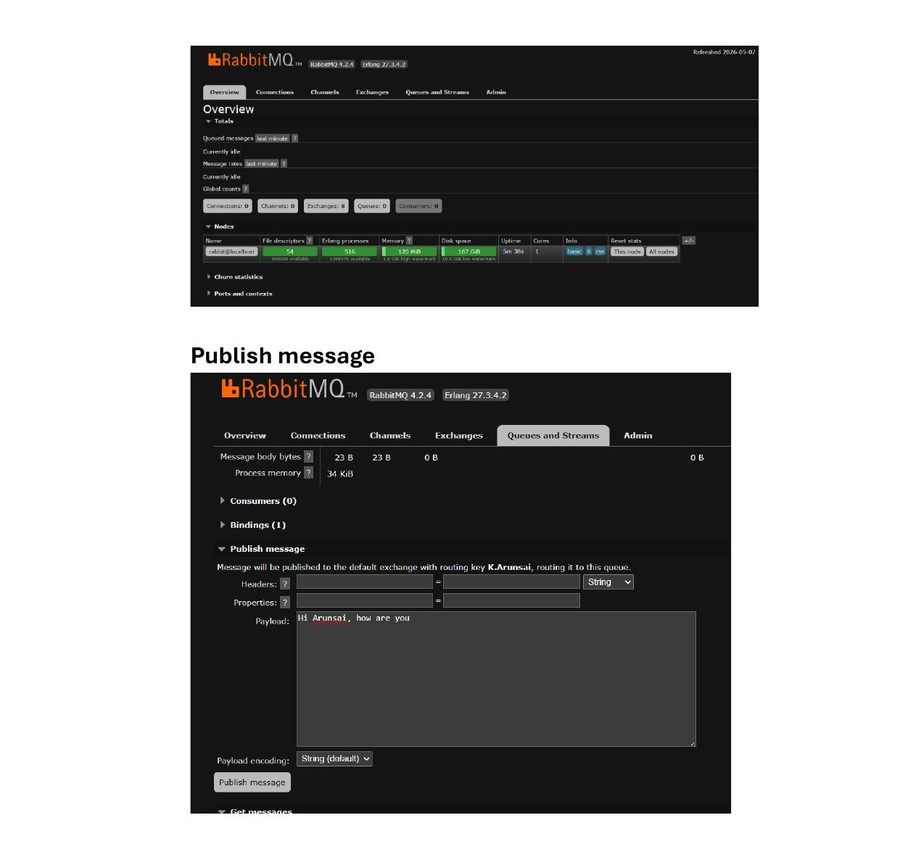 Refreshed 2026-05-07
RabbitMQ TM RabbitMQ 4.2.4 Erlang 27.3.4.2
Overview Connections Channels Exchanges Queues and Streams Admin
Overview
Totals
Queued messages last minute ?
Currently idle
Message rates last minute ?
Currently idle
Global counts ?
Connections: 0 Channels: 0 Exchanges: 8 Queues: 0 Consumers: 0
Nodes
Name File descriptors ? Erlang processes Memory ? Disk space Uptime Cores Info Reset stats +/-
rabbit@localhost 54 516 120 MiB 187 GiB 5m 38s 1 basic 8 rss This node All nodes
available available high watermark low watermark
Churn statistics
Ports and contexts
Publish message
RabbitMQ TM RabbitMQ 4.2.4 Erlang 27.3.4.2
Overview Connections Channels Exchanges Queues and Streams Admin
Message body bytes ? 23 B 23 B 0 B 0 B
Process memory ? 34 KiB
Consumers (0)
Bindings (1)
Publish message
Message will be published to the default exchange with routing key K.Arunsai, routing it to this queue.
Headers: ? = String
Properties: ? =
Payload: Hi Arunsai, how are you
Payload encoding: String (default)
Publish message
Get messages